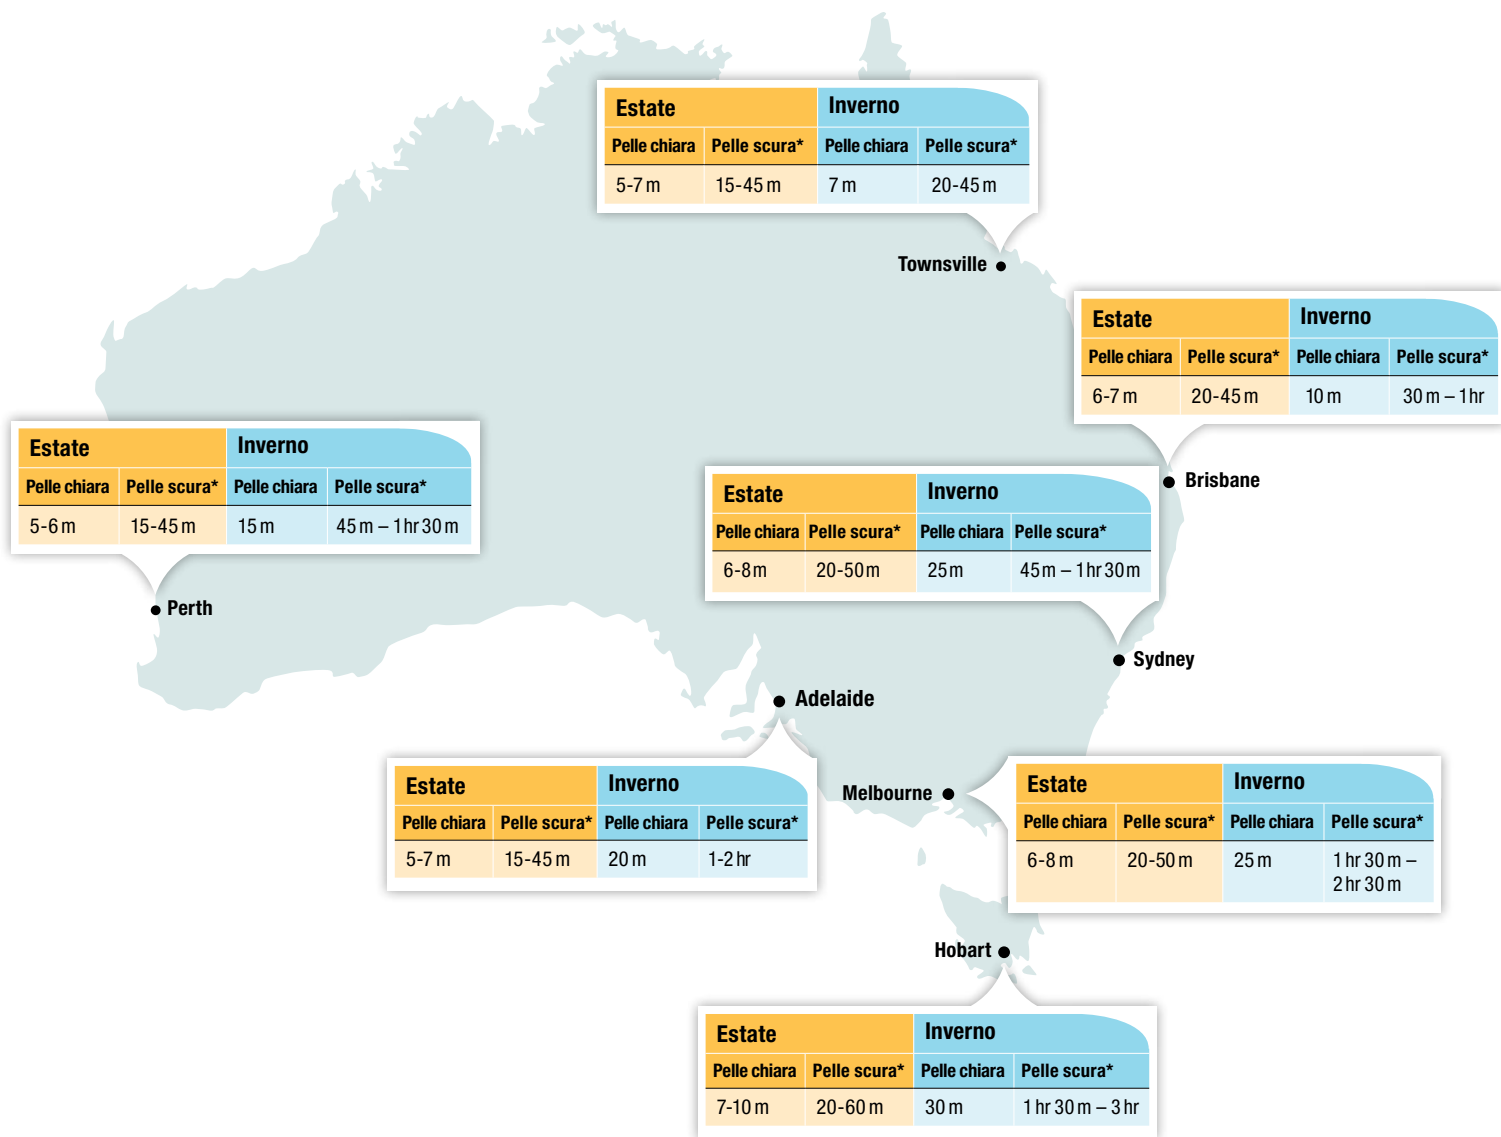 Estate Inverno
Pelle chiara Pelle scura* Pelle chiara Pelle scura*
5-7 m 15-45 m 7 m 20-45 m
Townsville
Estate Inverno
Pelle chiara Pelle scura* Pelle chiara Pelle scura*
6-7 m 20-45 m 10 m 30 m – 1 hr
Brisbane
Estate Inverno
Pelle chiara Pelle scura* Pelle chiara Pelle scura*
5-6 m 15-45 m 15 m 45 m – 1 hr 30 m
Perth
Estate Inverno
Pelle chiara Pelle scura* Pelle chiara Pelle scura*
6-8 m 20-50 m 25 m 45 m – 1 hr 30 m
Sydney
Adelaide
Estate Inverno
Pelle chiara Pelle scura* Pelle chiara Pelle scura*
5-7 m 15-45 m 20 m 1-2 hr
Melbourne
Estate Inverno
Pelle chiara Pelle scura* Pelle chiara Pelle scura*
6-8 m 20-50 m 25 m 1 hr 30 m –
2 hr 30 m
Hobart
Estate Inverno
Pelle chiara Pelle scura* Pelle chiara Pelle scura*
7-10 m 20-60 m 30 m 1 hr 30 m – 3 hr